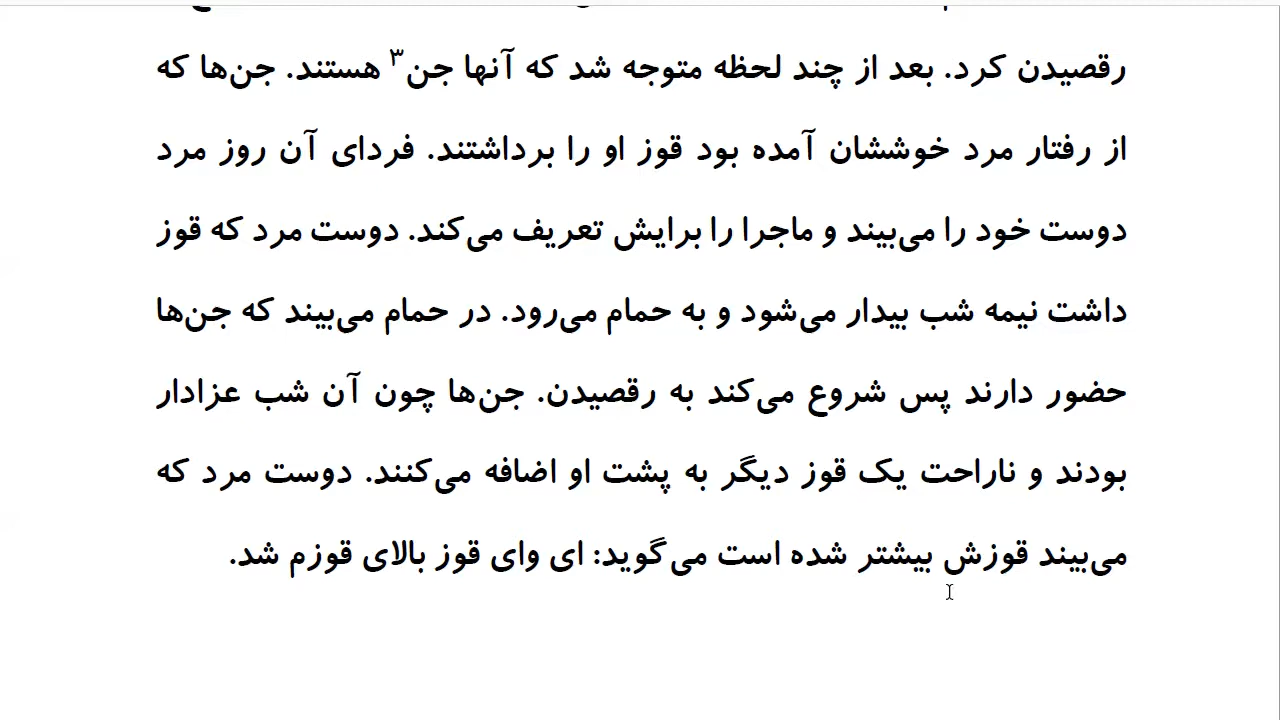 رقصیدن کرد. بعد از چند لحظه متوجه شد که آنها جن۳ هستند. جن‌ها که
از رفتار مرد خوششان آمده بود قوز او را برداشتند. فردای آن روز مرد
دوست خود را می‌بیند و ماجرا را برایش تعریف می‌کند. دوست مرد که قوز
داشت نیمه شب بیدار می‌شود و به حمام می‌رود. در حمام می‌بیند که جن‌ها
حضور دارند پس شروع می‌کند به رقصیدن. جن‌ها چون آن شب عزادار
بودند و ناراحت یک قوز دیگر به پشت او اضافه می‌کنند. دوست مرد که
می‌بیند قوزش بیشتر شده است می‌گوید: ای وای قوز بالای قوزم شد.